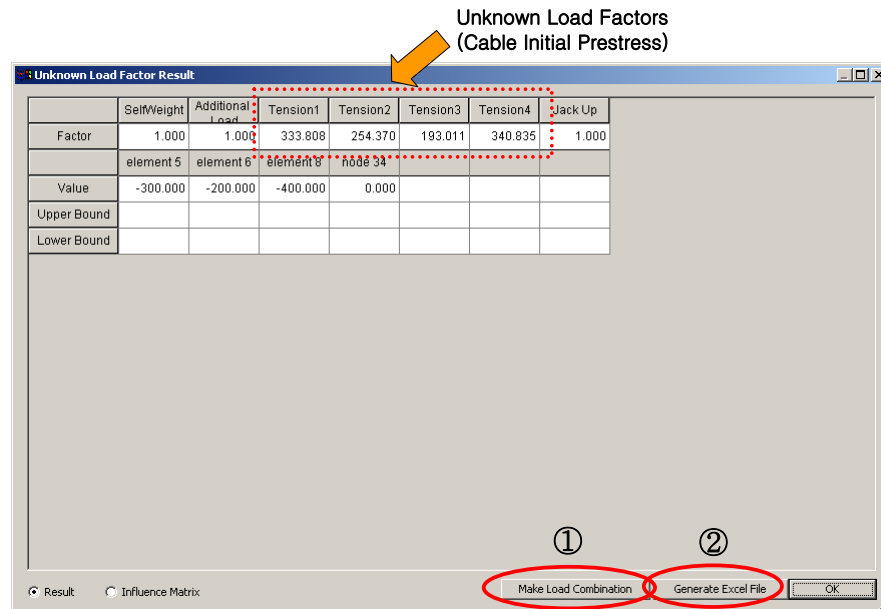 Unknown Load Factors
(Cable Initial Prestress)
Unknown Load Factor Result
SelfWeight Additional Load Tension1 Tension2 Tension3 Tension4 Jack Up
Factor 1.000 1.000 333.808 254.370 193.011 340.835 1.000
element 5 element 6 element 8 node 34
Value -300.000 -200.000 -400.000 0.000
Upper Bound
Lower Bound
① ②
Result Influence Matrix Make Load Combination Generate Excel File OK